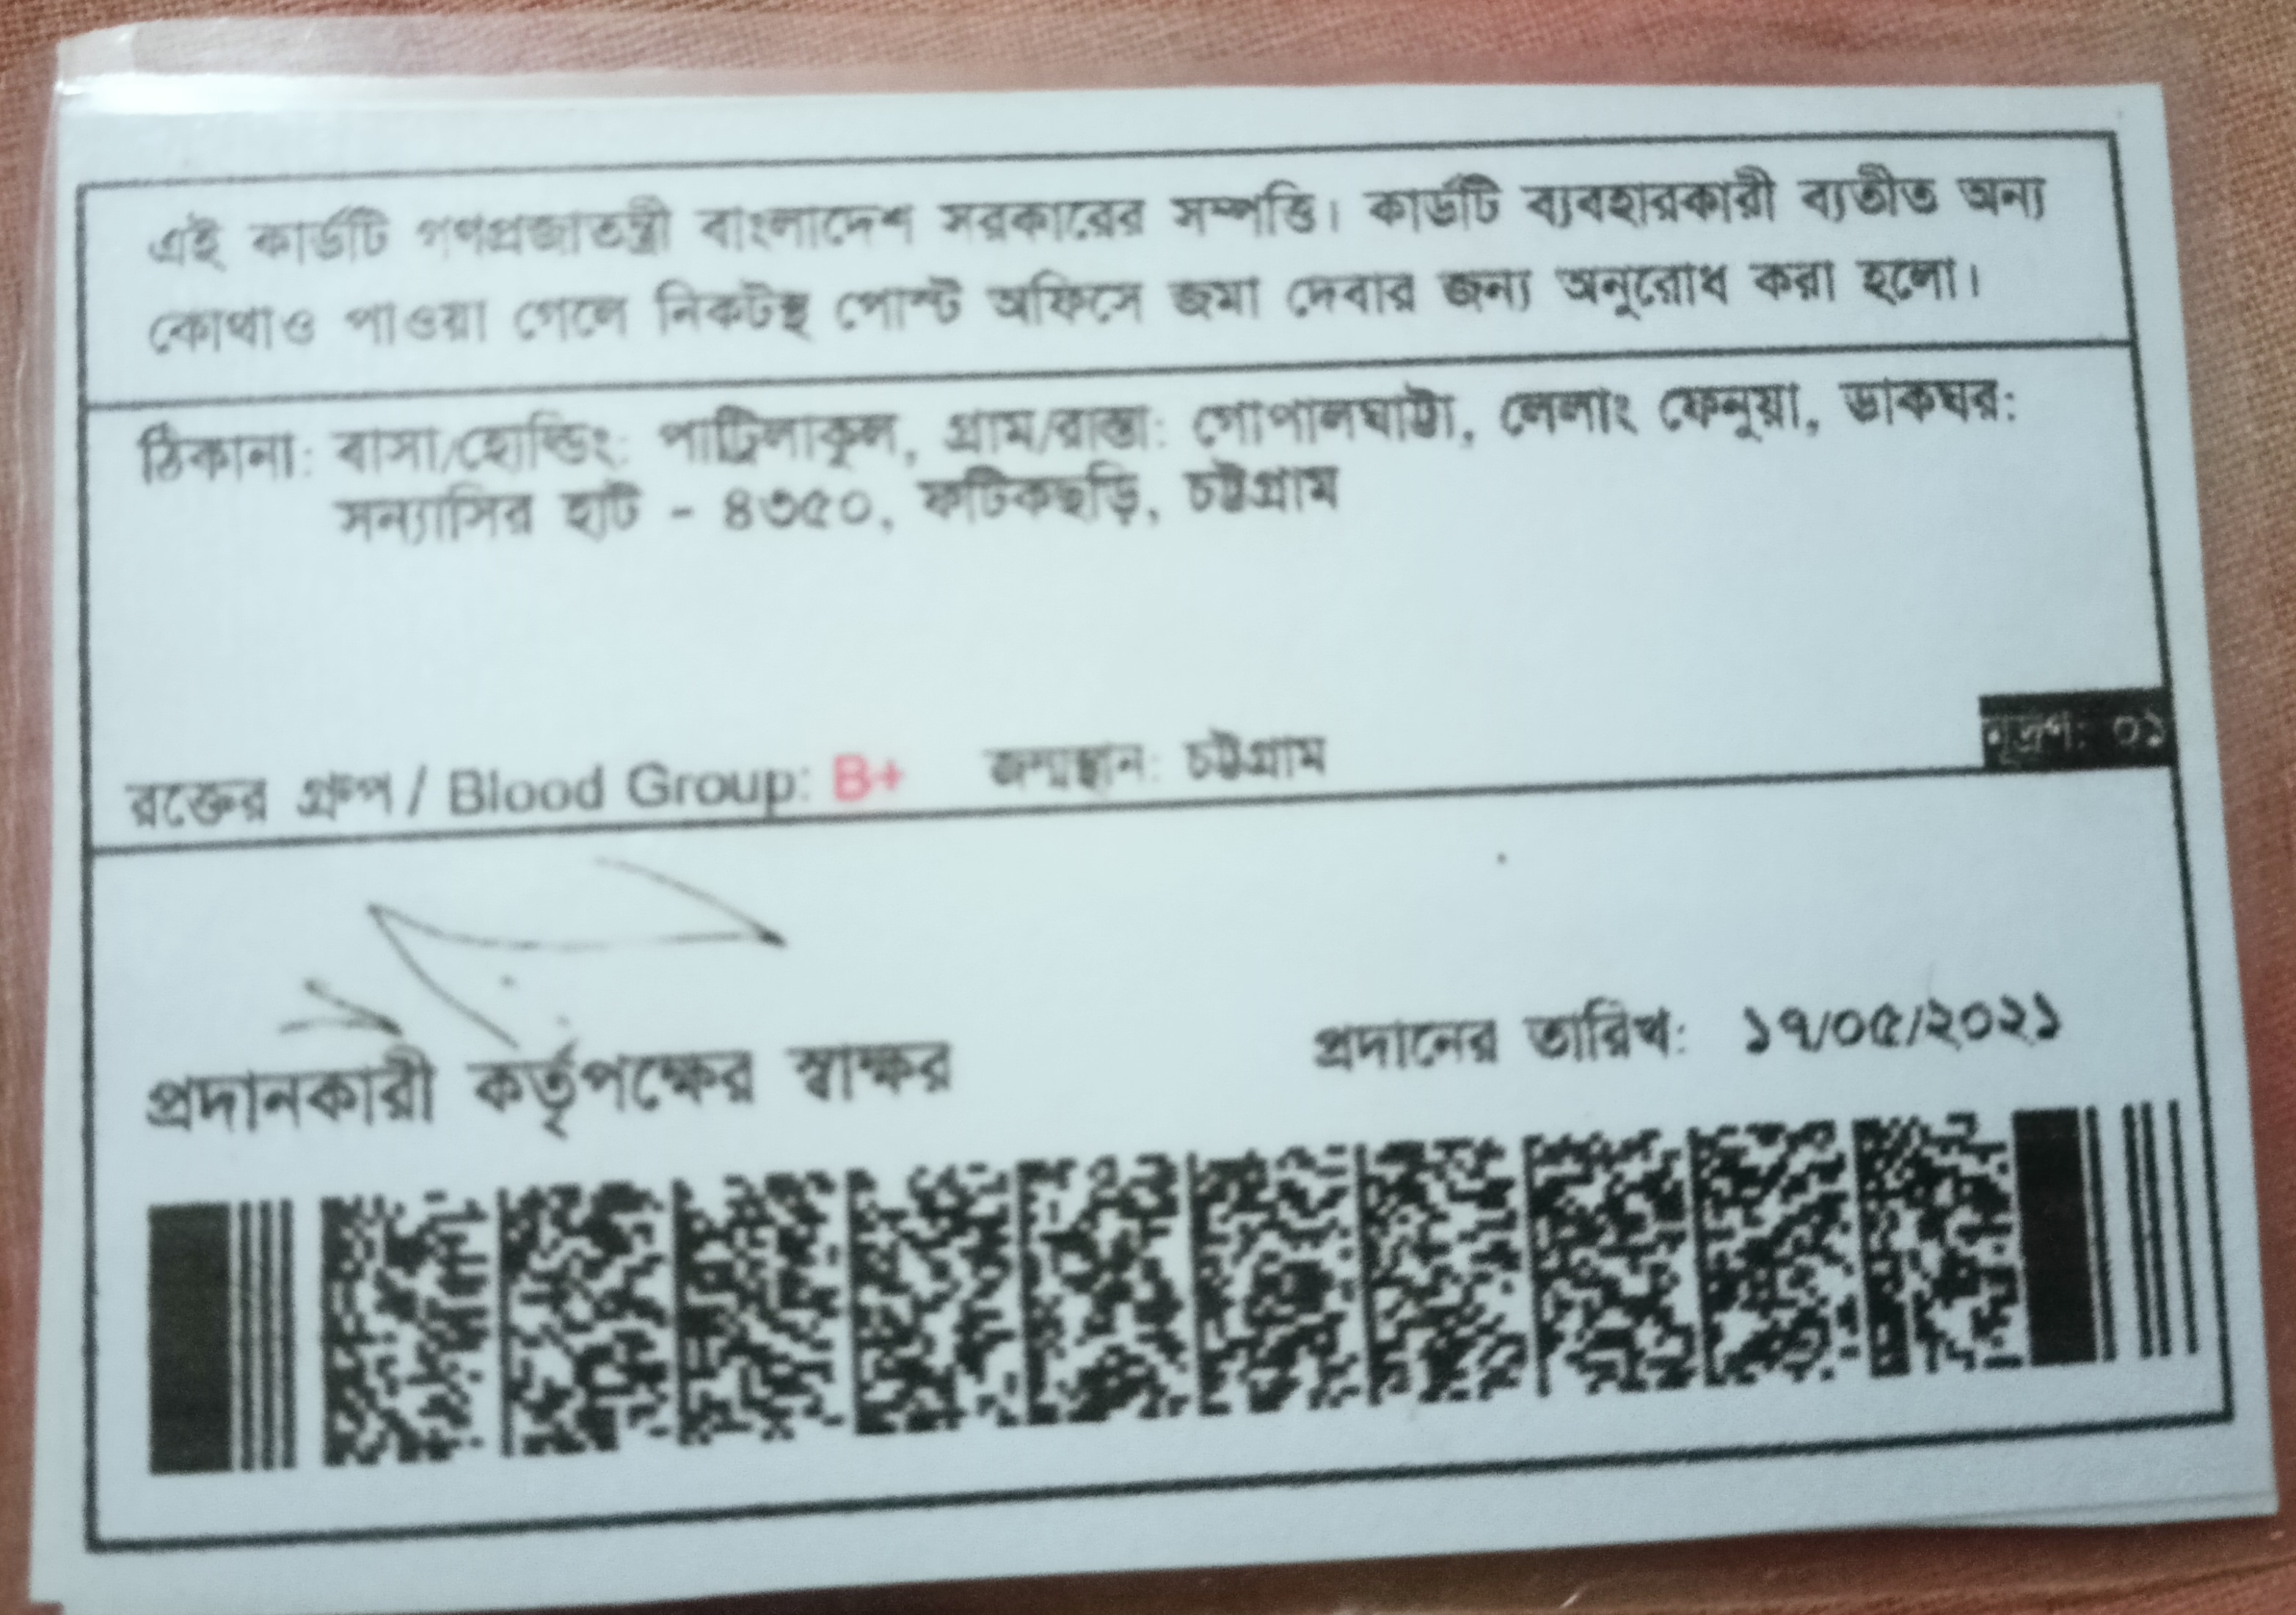 এই কার্ডটি গণপ্রজাতন্ত্রী বাংলাদেশ সরকারের সম্পত্তি। কার্ডটি ব্যবহারকারী ব্যতীত অন্য
কোথাও পাওয়া গেলে নিকটস্থ পোস্ট অফিসে জমা দেবার জন্য অনুরোধ করা হলো।
ঠিকানা: বাসা/হোল্ডিং: পাট্টিলাকুল, গ্রাম/রাস্তা: গোপালঘাট্টা, লেলাং ফেনুয়া, ডাকঘর:
সন্যাসির হাট - ৪৩৫০, ফটিকছড়ি, চট্টগ্রাম
রক্তের গ্রুপ / Blood Group: B+ জন্মস্থান: চট্টগ্রাম
মুদ্রণ: ০১
প্রদানকারী কর্তৃপক্ষের স্বাক্ষর
প্রদানের তারিখ: ১৭/০৫/২০২১